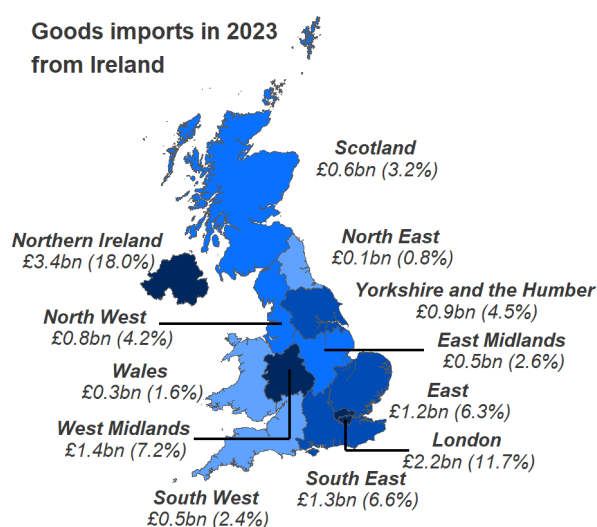 Goods imports in 2023
from Ireland
Scotland
£0.6bn (3.2%)
Northern Ireland
£3.4bn (18.0%)
North East
£0.1bn (0.8%)
Yorkshire and the Humber
£0.9bn (4.5%)
North West
£0.8bn (4.2%)
East Midlands
£0.5bn (2.6%)
Wales
£0.3bn (1.6%)
East
£1.2bn (6.3%)
West Midlands
£1.4bn (7.2%)
London
£2.2bn (11.7%)
South East
£1.3bn (6.6%)
South West
£0.5bn (2.4%)